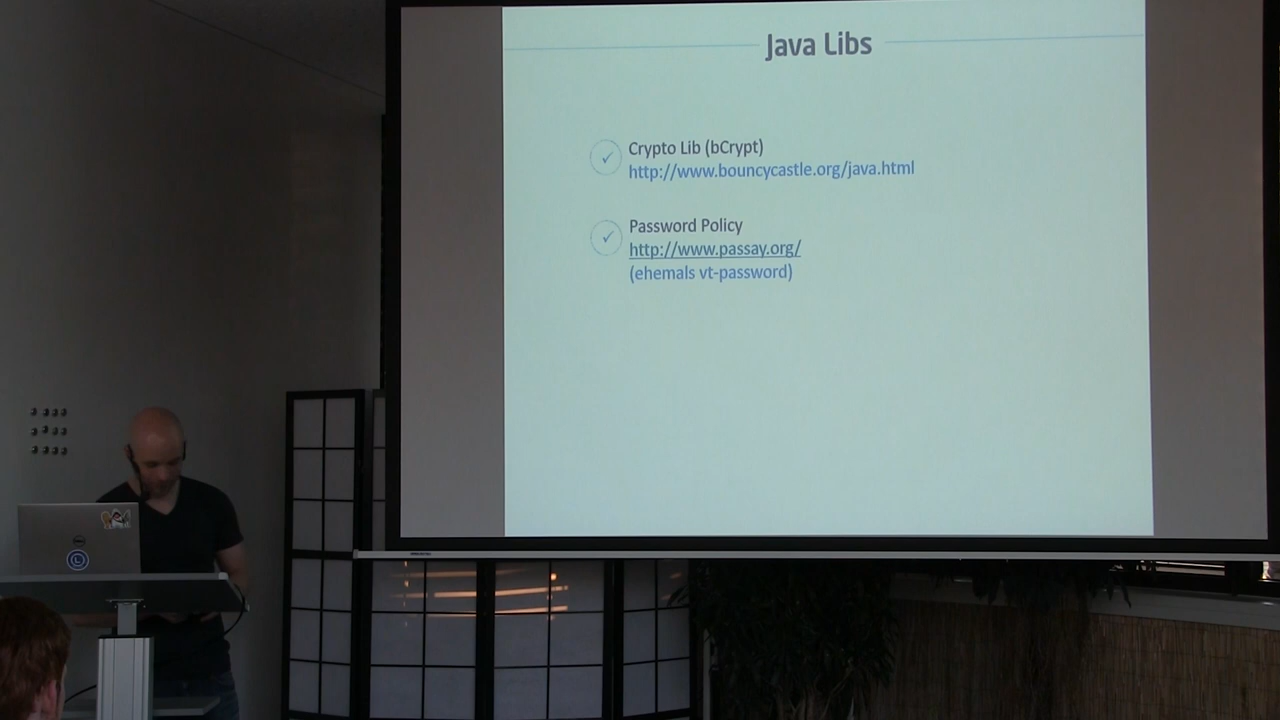 Java Libs
Crypto Lib (bCrypt)
http://www.bouncycastle.org/java.html
Password Policy
http://www.passay.org/
(ehemals vt-password)
DELL